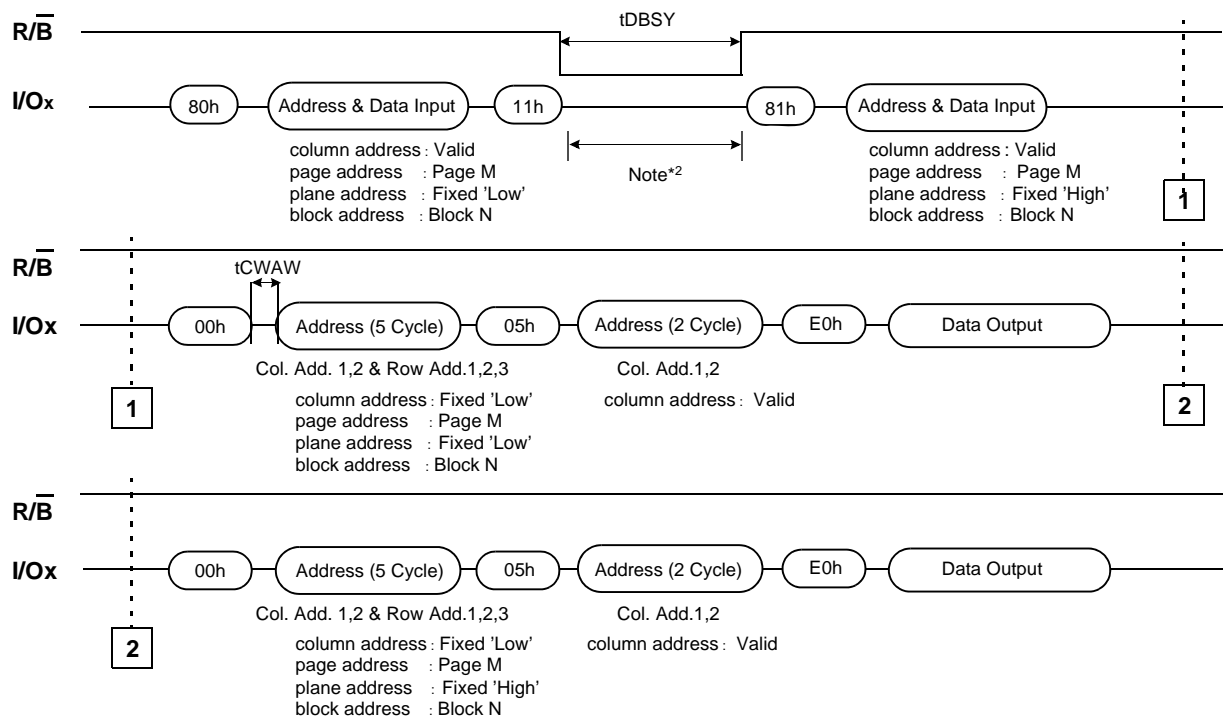 tDBSY
R/B
I/Ox
80h Address & Data Input 11h 81h Address & Data Input
column address : Valid
page address : Page M
plane address : Fixed 'Low'
block address : Block N
Note*2
column address : Valid
page address : Page M
plane address : Fixed 'High'
block address : Block N
1
R/B
tCWAW
I/Ox
00h Address (5 Cycle) 05h Address (2 Cycle) E0h Data Output
Col. Add. 1,2 & Row Add.1,2,3
column address : Fixed 'Low'
page address : Page M
plane address : Fixed 'Low'
block address : Block N
Col. Add.1,2
column address : Valid
1
2
R/B
I/Ox
00h Address (5 Cycle) 05h Address (2 Cycle) E0h Data Output
Col. Add. 1,2 & Row Add.1,2,3
column address : Fixed 'Low'
page address : Page M
plane address : Fixed 'High'
block address : Block N
Col. Add.1,2
column address : Valid
2